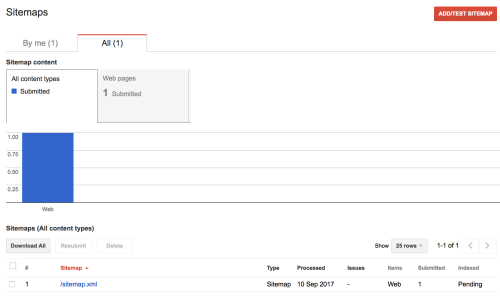 Sitemaps
ADD/TEST SITEMAP
By me (1) All (1)
Sitemap content
All content types
Submitted
Web pages
1 Submitted
1.00
0.75
0.50
0.25
Web
Sitemaps (All content types)
Download All Resubmit Delete Show 25 rows 1-1 of 1
# Sitemap Type Processed Issues Items Submitted Indexed
1 /sitemap.xml Sitemap 10 Sep 2017 - Web 1 Pending